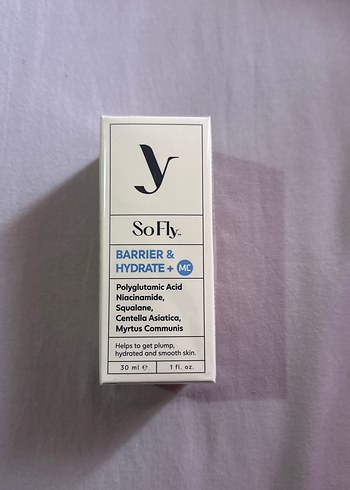 y
SoFly™
BARRIER &
HYDRATE + MC
Polyglutamic Acid
Niacinamide,
Squalane,
Centella Asiatica,
Myrtus Communis
Helps to get plump,
hydrated and smooth skin.
30 ml ℮ 1 fl. oz.